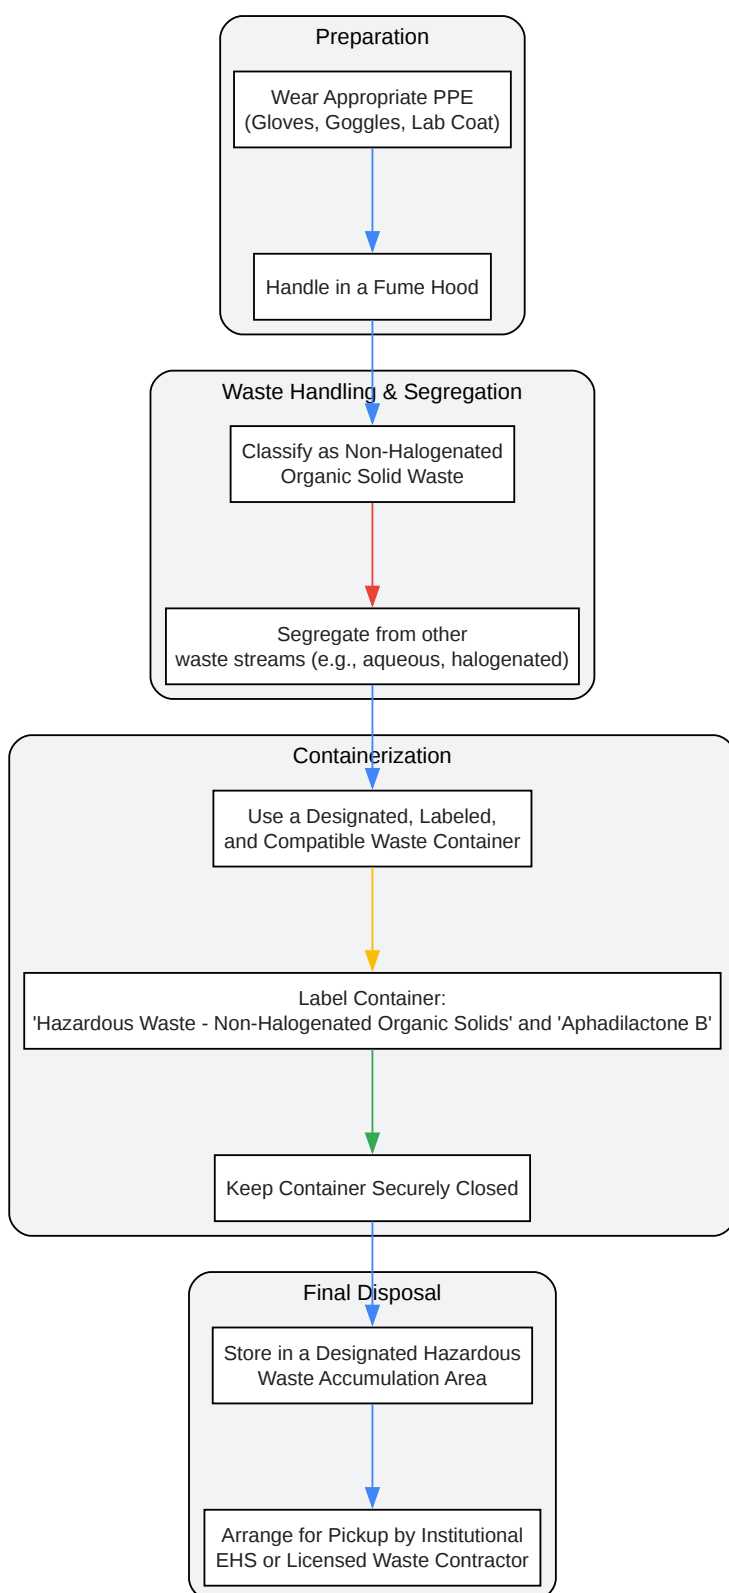 Preparation
Wear Appropriate PPE
(Gloves, Goggles, Lab Coat)
Handle in a Fume Hood
Waste Handling & Segregation
Classify as Non-Halogenated
Organic Solid Waste
Segregate from other
waste streams (e.g., aqueous, halogenated)
Containerization
Use a Designated, Labeled,
and Compatible Waste Container
Label Container:
'Hazardous Waste - Non-Halogenated Organic Solids' and 'Aphadilactone B'
Keep Container Securely Closed
Final Disposal
Store in a Designated Hazardous
Waste Accumulation Area
Arrange for Pickup by Institutional
EHS or Licensed Waste Contractor